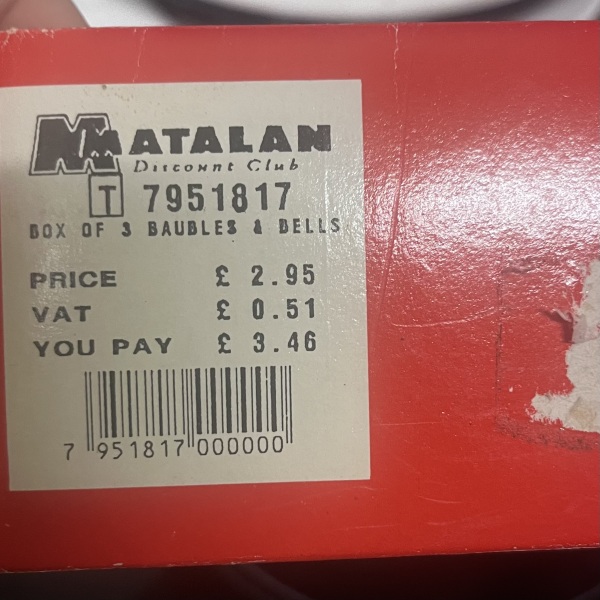 MATALAN
Discount Club
T 7951817
BOX OF 3 BAUBLES & BELLS
PRICE £ 2.95
VAT £ 0.51
YOU PAY £ 3.46
7 951817 000000